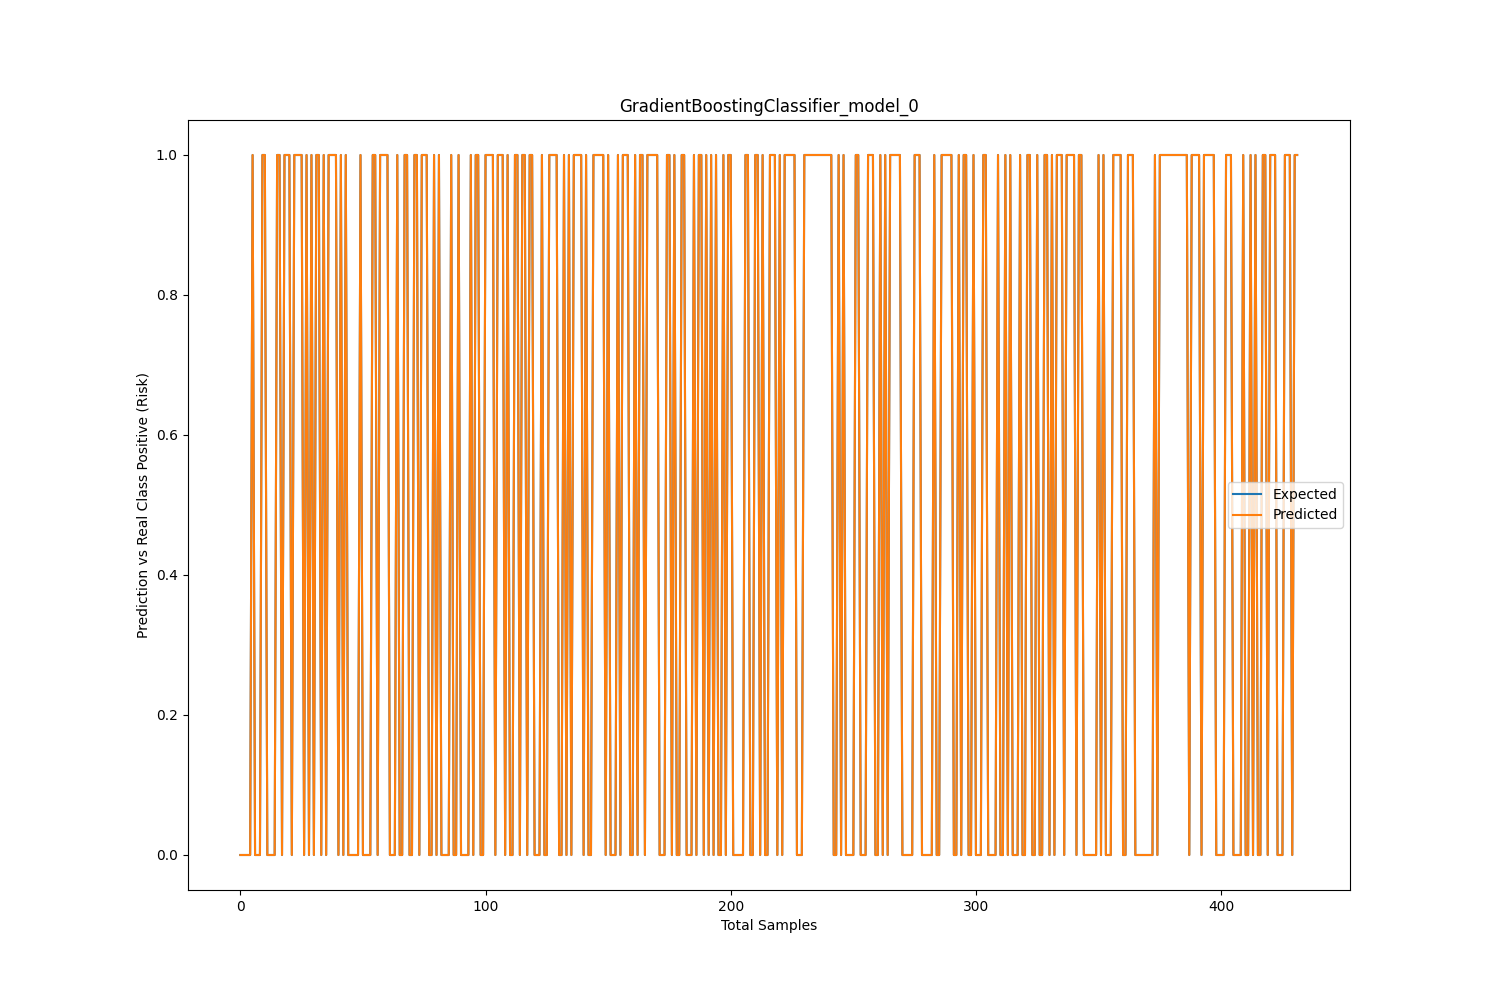 GradientBoostingClassifier_model_0
1.0
0.8
0.6
0.4
0.2
0.0
Prediction vs Real Class Positive (Risk)
Expected
Predicted
0 100 200 300 400
Total Samples